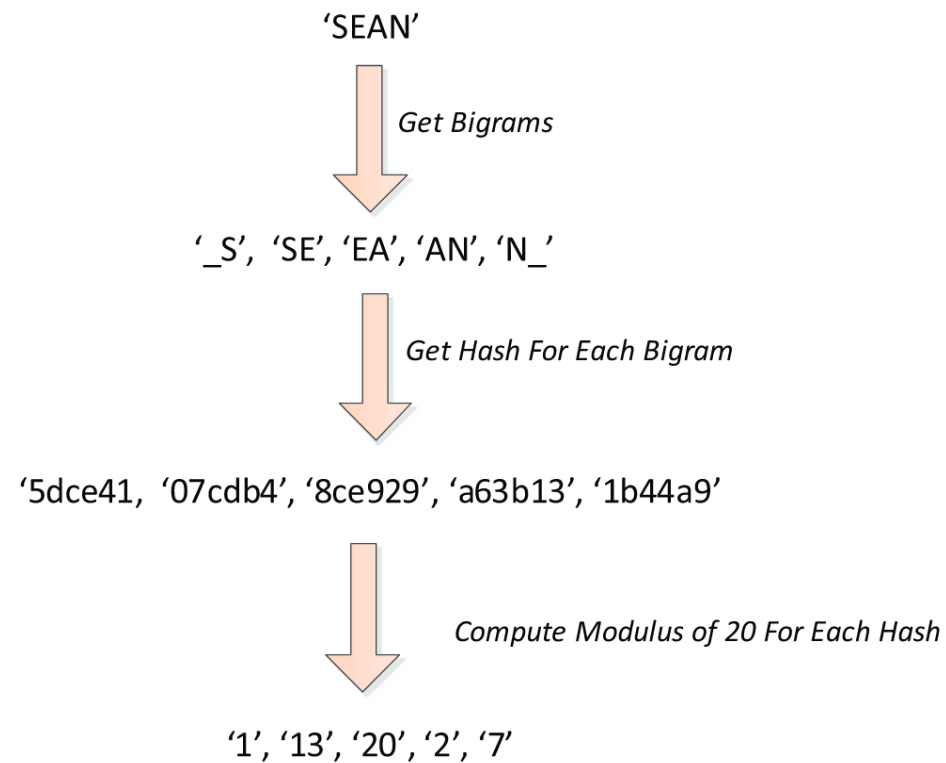 ‘SEAN’
Get Bigrams
‘_S’, ‘SE’, ‘EA’, ‘AN’, ‘N_’
Get Hash For Each Bigram
‘5dce41, ‘07cdb4’, ‘8ce929’, ‘a63b13’, ‘1b44a9’
Compute Modulus of 20 For Each Hash
‘1’, ‘13’, ‘20’, ‘2’, ‘7’